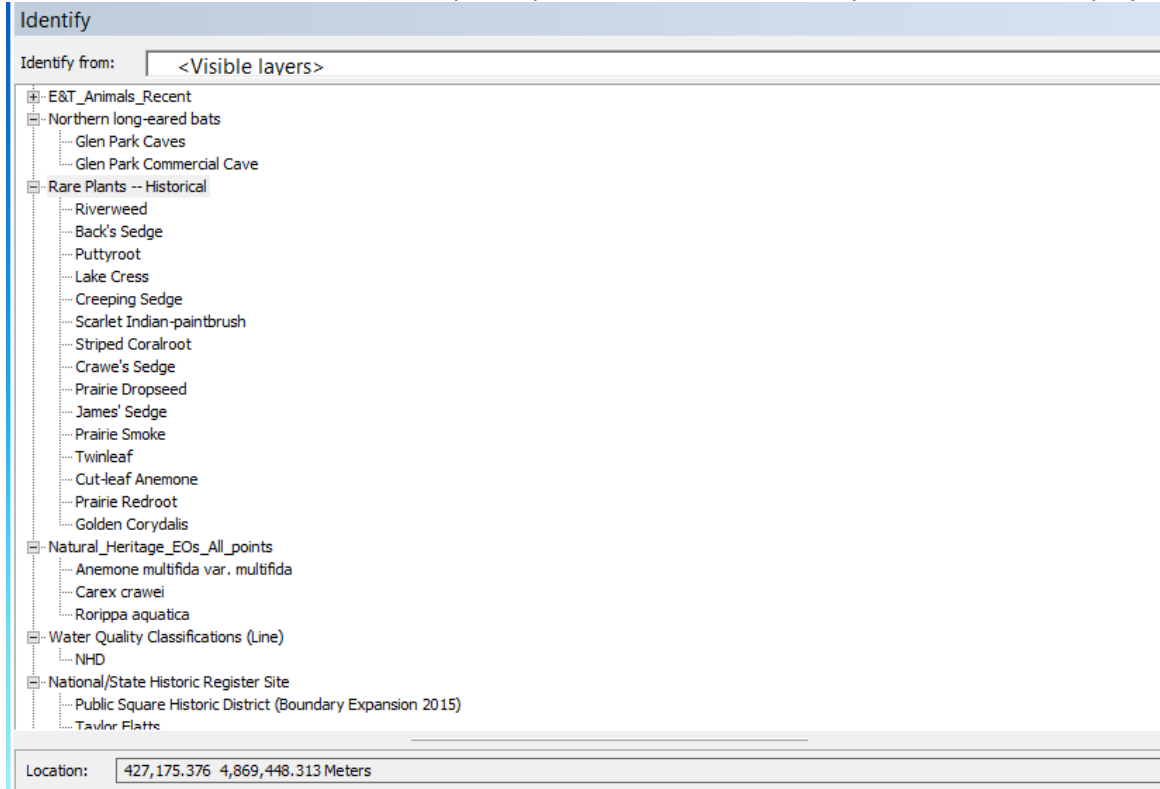 Identify
Identify from: <Visible layers>
E&T_Animals_Recent
Northern long-eared bats
Glen Park Caves
Glen Park Commercial Cave
Rare Plants -- Historical
Riverweed
Back's Sedge
Puttyroot
Lake Cress
Creeping Sedge
Scarlet Indian-paintbrush
Striped Coralroot
Crawe's Sedge
Prairie Dropseed
James' Sedge
Prairie Smoke
Twinleaf
Cut-leaf Anemone
Prairie Redroot
Golden Corydalis
Natural_Heritage_EOs_All_points
Anemone multifida var. multifida
Carex crawei
Rorippa aquatica
Water Quality Classifications (Line)
NHD
National/State Historic Register Site
Public Square Historic District (Boundary Expansion 2015)
Taylor Flatts
Location: 427,175.376 4,869,448.313 Meters